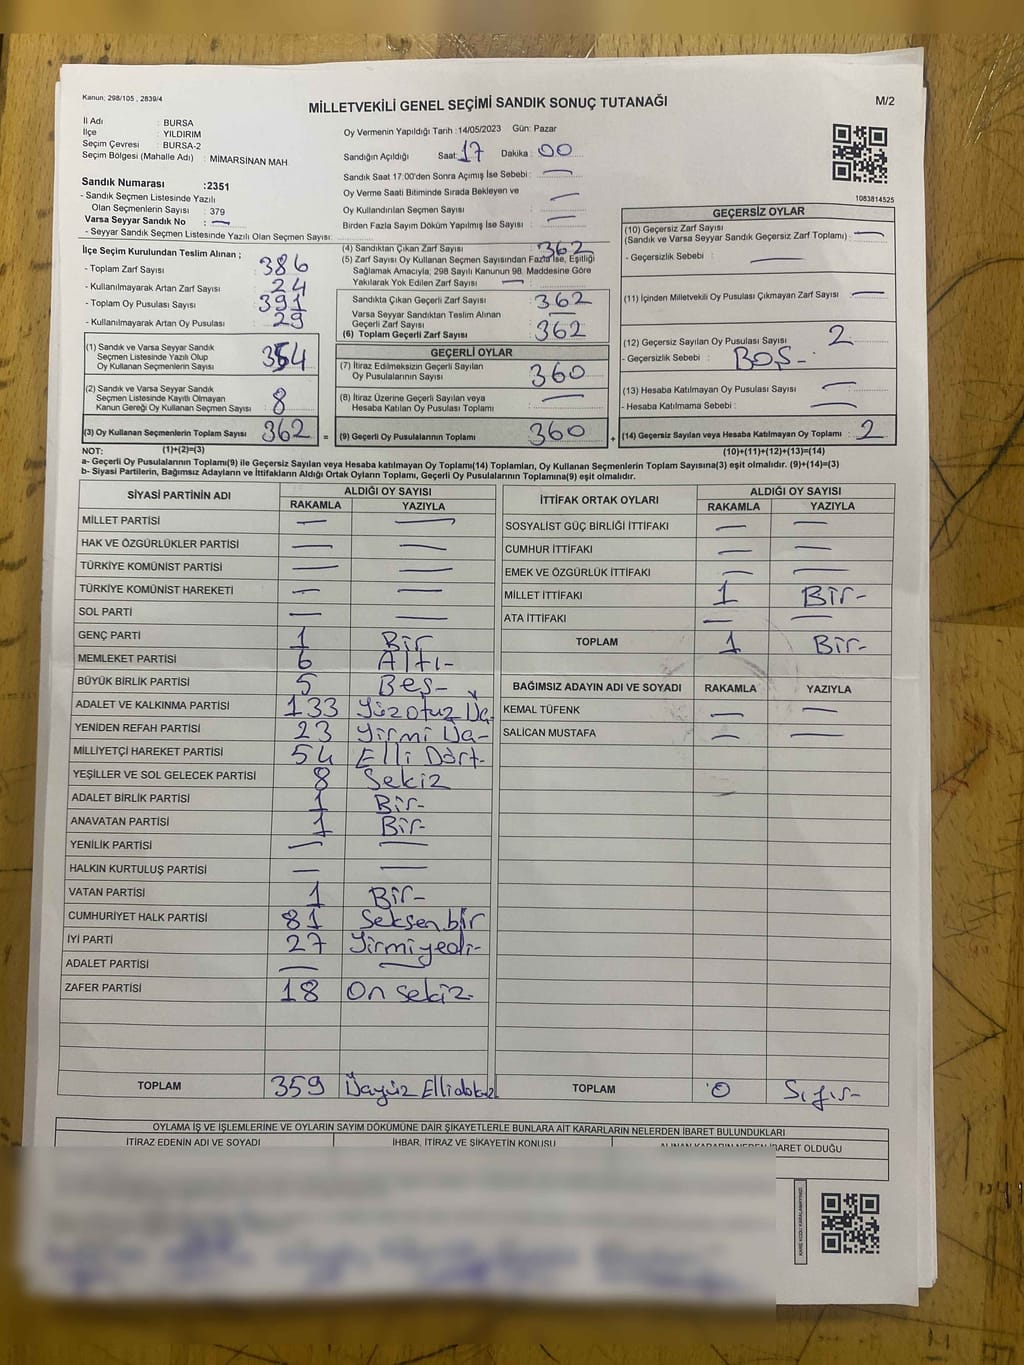 Kanun; 298/105 , 2839/4
MİLLETVEKİLİ GENEL SEÇİMİ SANDIK SONUÇ TUTANAĞI
M/2
İl Adı : BURSA
İlçe : YILDIRIM
Seçim Çevresi : BURSA-2
Seçim Bölgesi (Mahalle Adı) : MİMARSİNAN MAH
Sandık Numarası :2351
- Sandık Seçmen Listesinde Yazılı
Olan Seçmenlerin Sayısı : 379
Varsa Seyyar Sandık No : —
- Seyyar Sandık Seçmen Listesinde Yazılı Olan Seçmen Sayısı:
Oy Vermenin Yapıldığı Tarih :14/05/2023 Gün: Pazar
Sandığın Açıldığı Saat:17 Dakika : 00
Sandık Saat 17:00'den Sonra Açımış İse Sebebi : —
Oy Verme Saati Bitiminde Sırada Bekleyen ve
Oy Kullandırılan Seçmen Sayısı —
Birden Fazla Sayım Döküm Yapılmış İse Sayısı : —
1083814525
İlçe Seçim Kurulundan Teslim Alınan ;
- Toplam Zarf Sayısı : 386
- Kullanılmayarak Artan Zarf Sayısı : 24
- Toplam Oy Pusulası Sayısı : 391
- Kullanılmayarak Artan Oy Pusulası : 29
(1) Sandık ve Varsa Seyyar Sandık
Seçmen Listesinde Yazılı Olup
Oy Kullanan Seçmenlerin Sayısı : 354
(2) Sandık ve Varsa Seyyar Sandık
Seçmen Listesinde Kayıtlı Olmayan
Kanun Gereği Oy Kullanan Seçmen Sayısı : 8
(3) Oy Kullanan Seçmenlerin Toplam Sayısı : 362
(1)+(2)=(3)
(4) Sandıktan Çıkan Zarf Sayısı : 362
(5) Zarf Sayısı Oy Kullanan Seçmen Sayısından Fazla İse, Eşitliği
Sağlamak Amacıyla, 298 Sayılı Kanunun 98. Maddesine Göre
Yakılarak Yok Edilen Zarf Sayısı : —
Sandıkta Çıkan Geçerli Zarf Sayısı : 362
Varsa Seyyar Sandıktan Teslim Alınan
Geçerli Zarf Sayısı : —
(6) Toplam Geçerli Zarf Sayısı : 362
GEÇERLİ OYLAR
(7) İtiraz Edilmeksizin Geçerli Sayılan
Oy Pusulasının Sayısı : 360
(8) İtiraz Üzerine Geçerli Sayılan veya
Hesaba Katılan Oy Pusulası Toplamı : —
= (9) Geçerli Oy Pusulalarının Toplamı : 360
GEÇERSİZ OYLAR
(10) Geçersiz Zarf Sayısı
(Sandık ve Varsa Seyyar Sandık Geçersiz Zarf Toplamı) : —
- Geçersizlik Sebebi : —
(11) İçinden Milletvekili Oy Pusulası Çıkmayan Zarf Sayısı : —
(12) Geçersiz Sayılan Oy Pusulası Sayısı : 2
- Geçersizlik Sebebi : BOŞ-
(13) Hesaba Katılmayan Oy Pusulası Sayısı : —
- Hesaba Katılmama Sebebi : —
+ (14) Geçersiz Sayılan veya Hesaba Katılmayan Oy Toplamı : 2
(10)+(11)+(12)+(13)=(14)
NOT:
a- Geçerli Oy Pusulalarının Toplamı(9) ile Geçersiz Sayılan veya Hesaba katılmayan Oy Toplamı(14) Toplamları, Oy Kullanan Seçmenlerin Toplam Sayısına(3) eşit olmalıdır. (9)+(14)=(3)
b- Siyasi Partilerin, Bağımsız Adayların ve İttifakların Aldığı Ortak Oyların Toplamı, Geçerli Oy Pusulalarının Toplamına(9) eşit olmalıdır.
SİYASİ PARTİNİN ADI ALDIĞI OY SAYISI
RAKAMLA YAZIYLA
MİLLET PARTİSİ — —
HAK VE ÖZGÜRLÜKLER PARTİSİ — —
TÜRKİYE KOMÜNİST PARTİSİ — —
TÜRKİYE KOMÜNİST HAREKETİ — —
SOL PARTİ — —
GENÇ PARTİ 1 Bir
MEMLEKET PARTİSİ 6 Altı-
BÜYÜK BİRLİK PARTİSİ 5 Beş-
ADALET VE KALKINMA PARTİSİ 133 Yüzotuz Üç-
YENİDEN REFAH PARTİSİ 23 Yirmi Üç-
MİLLİYETÇİ HAREKET PARTİSİ 54 Elli Dört-
YEŞİLLER VE SOL GELECEK PARTİSİ 8 Sekiz
ADALET BİRLİK PARTİSİ 1 Bir-
ANAVATAN PARTİSİ 1 Bir-
YENİLİK PARTİSİ — —
HALKIN KURTULUŞ PARTİSİ — —
VATAN PARTİSİ 1 Bir-
CUMHURİYET HALK PARTİSİ 81 Seksen bir
İYİ PARTİ 27 Yirmiyedi-
ADALET PARTİSİ — —
ZAFER PARTİSİ 18 On sekiz.
TOPLAM 359 Üçyüz Ellidokuz
İTTİFAK ORTAK OYLARI ALDIĞI OY SAYISI
RAKAMLA YAZIYLA
SOSYALİST GÜÇ BİRLİĞİ İTTİFAKI — —
CUMHUR İTTİFAKI — —
EMEK VE ÖZGÜRLÜK İTTİFAKI — —
MİLLET İTTİFAKI 1 Bir-
ATA İTTİFAKI — —
TOPLAM 1 Bir-
BAĞIMSIZ ADAYIN ADI VE SOYADI RAKAMLA YAZIYLA
KEMAL TÜFENK — —
SALİCAN MUSTAFA — —
TOPLAM 0 Sıfır-
OYLAMA İŞ VE İŞLEMLERİNE VE OYLARIN SAYIM DÖKÜMÜNE DAİR ŞİKAYETLERLE BUNLARA AİT KARARLARIN NELERDEN İBARET BULUNDUKLARI
İTİRAZ EDENİN ADI VE SOYADI İHBAR, İTİRAZ VE ŞİKAYETİN KONUSU ALINAN KARARIN NEDEN İBARET OLDUĞU